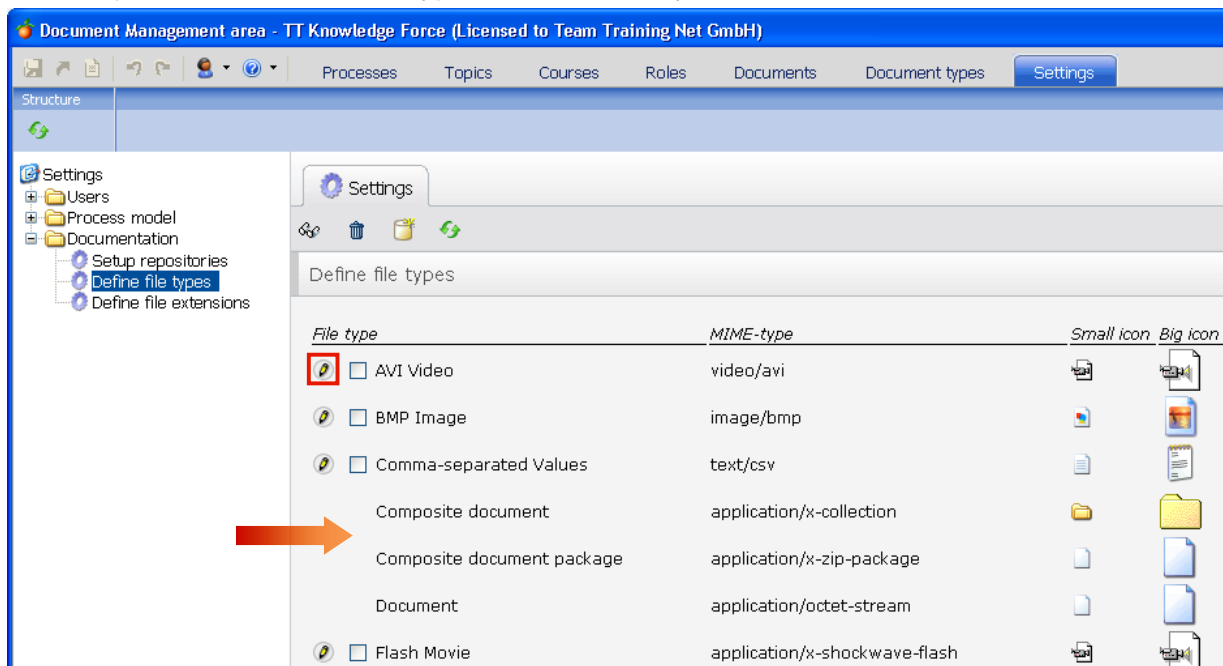 Document Management area - TT Knowledge Force (Licensed to Team Training Net GmbH)
Processes Topics Courses Roles Documents Document types Settings
Structure
Settings
Users
Process model
Documentation
Setup repositories
Define file types
Define file extensions
Settings
Define file types
File type MIME-type Small icon Big icon
AVI Video video/avi
BMP Image image/bmp
Comma-separated Values text/csv
Composite document application/x-collection
Composite document package application/x-zip-package
Document application/octet-stream
Flash Movie application/x-shockwave-flash